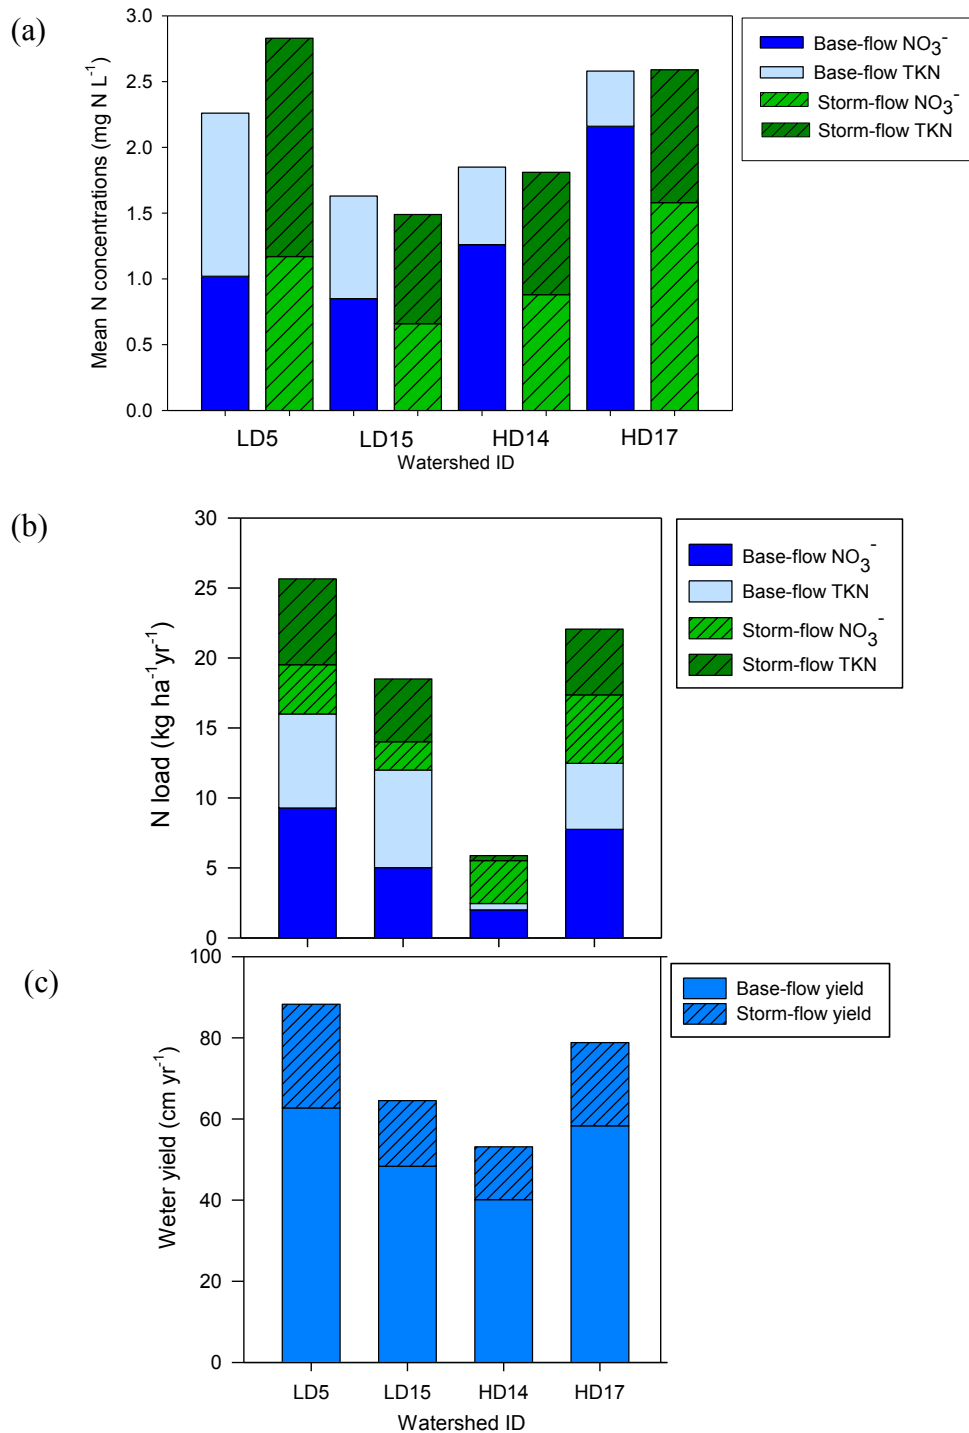 (a)
3.0
2.5
2.0
1.5
1.0
0.5
0.0
Mean N concentrations (mg N L⁻¹)
LD5 LD15 HD14 HD17
Watershed ID
Base-flow NO₃⁻
Base-flow TKN
Storm-flow NO₃⁻
Storm-flow TKN
(b)
30
25
20
15
10
5
0
N load (kg ha⁻¹yr⁻¹)
Base-flow NO₃⁻
Base-flow TKN
Storm-flow NO₃⁻
Storm-flow TKN
(c)
100
80
60
40
20
0
Weter yield (cm yr⁻¹)
Base-flow yield
Storm-flow yield
LD5 LD15 HD14 HD17
Watershed ID